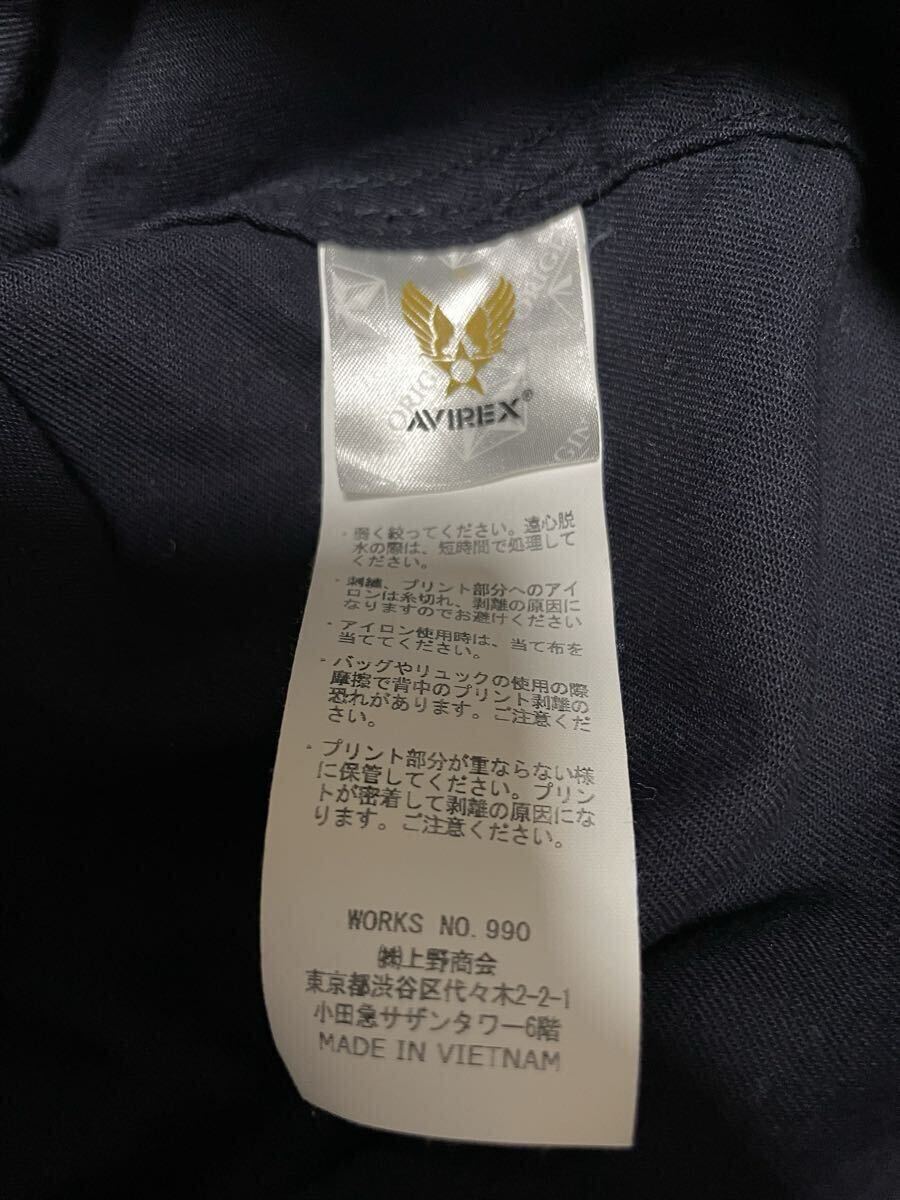 ORIGIN
ORIGIN
GIN
AVIREX®
・弱く絞ってください。遠心脱
水の際は、短時間で処理して
ください。
・刺繍、プリント部分へのアイ
ロンは糸切れ、剥離の原因に
なりますのでお避けください
・アイロン使用時は、当て布を
当ててください。
・バッグやリュックの使用の際
摩擦で背中のプリント剥離の
恐れがあります。ご注意くだ
さい。
・プリント部分が重ならない様
に保管してください。プリン
トが密着して剥離の原因にな
ります。ご注意ください。
WORKS NO. 990
㈱上野商会
東京都渋谷区代々木2-2-1
小田急サザンタワー6階
MADE IN VIETNAM